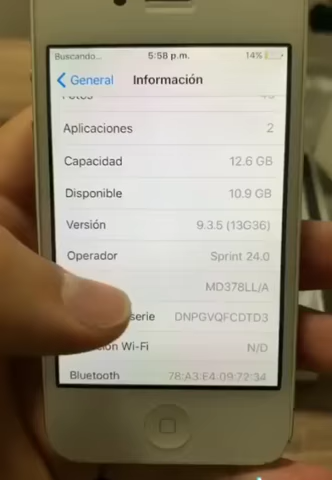 Buscando... 5:58 p.m. 14%
General Información
Fotos
Aplicaciones 2
Capacidad 12.6 GB
Disponible 10.9 GB
Versión 9.3.5 (13G36)
Operador Sprint 24.0
MD378LL/A
serie DNPGVQFCDTD3
Wi-Fi N/D
Bluetooth 78:A3:E4:09:72:34